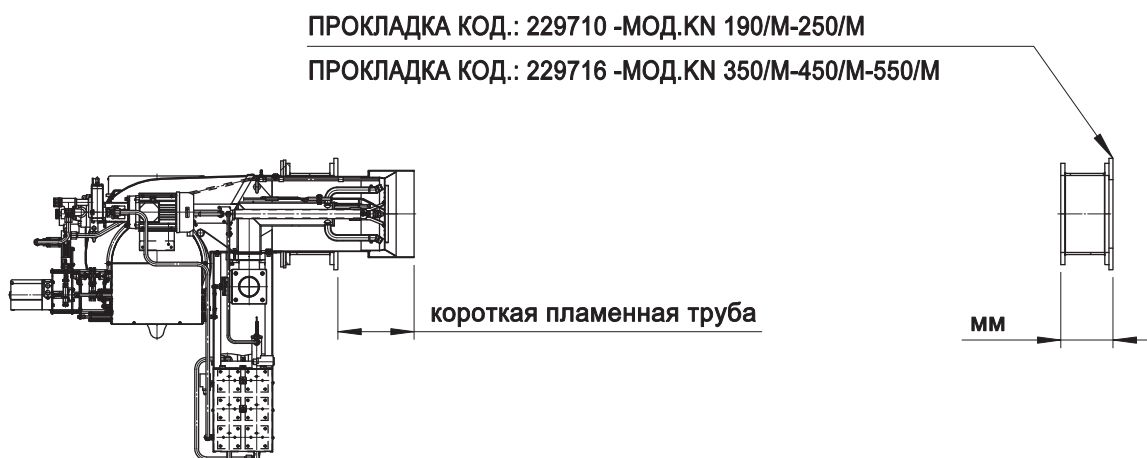 ПРОКЛАДКА КОД.: 229710 -МОД.KN 190/M-250/M
ПРОКЛАДКА КОД.: 229716 -МОД.KN 350/M-450/M-550/M
короткая пламенная труба
мм